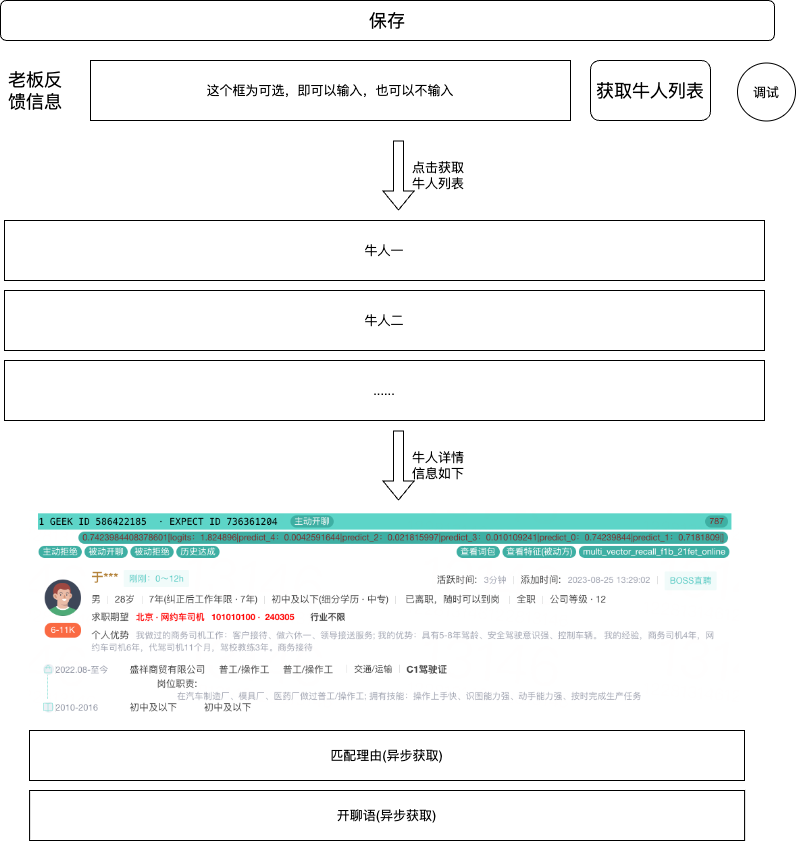 保存
老板反
馈信息
这个框为可选，即可以输入，也可以不输入
获取牛人列表
调试
点击获取
牛人列表
牛人一
牛人二
......
牛人详情
信息如下
1 GEEK ID 586422185 · EXPECT ID 736361204 主动开聊 787
0.7423984408378601|logits: 1.824896|predict_4: 0.0042591644|predict_2: 0.021815997|predict_3: 0.010109241|predict_0: 0.74239844|predict_1: 0.7181809||
主动拒绝 被动开聊 被动拒绝 历史达成 查看词包 查看特征(被动方) multi_vector_recall_f1b_21fet_online
于*** 刚刚: 0~12h 活跃时间: 3分钟 添加时间: 2023-08-25 13:29:02 BOSS直聘
男 28岁 7年(纠正后工作年限 · 7年) 初中及以下(细分学历 · 中专) 已离职，随时可以到岗 全职 公司等级 · 12
求职期望 北京 · 网约车司机 101010100 · 240305 行业不限
6-11K
个人优势 我做过的商务司机工作: 客户接待、做六休一、领导接送服务; 我的优势: 具有5-8年驾龄、安全驾驶意识强、控制车辆。 我的经验，商务司机4年，网
约车司机6年，代驾司机11个月，驾校教练3年，商务接待
2022.08-至今 盛祥商贸有限公司 普工/操作工 普工/操作工 交通/运输 C1驾驶证
岗位职责:
在汽车制造厂、模具厂、医药厂做过普工/操作工; 拥有技能: 操作上手快、识图能力强、动手能力强、按时完成生产任务
2010-2016 初中及以下 初中及以下
匹配理由(异步获取)
开聊语(异步获取)